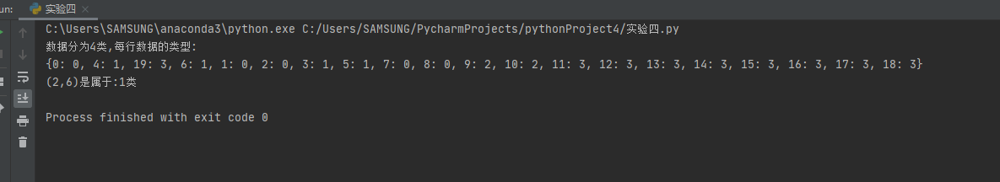 un:
实验四
C:\Users\SAMSUNG\anaconda3\python.exe C:/Users/SAMSUNG/PycharmProjects/pythonProject4/实验四.py
数据分为4类,每行数据的类型:
{0: 0, 4: 1, 19: 3, 6: 1, 1: 0, 2: 0, 3: 1, 5: 1, 7: 0, 8: 0, 9: 2, 10: 2, 11: 3, 12: 3, 13: 3, 14: 3, 15: 3, 16: 3, 17: 3, 18: 3}
(2,6)是属于:1类
Process finished with exit code 0